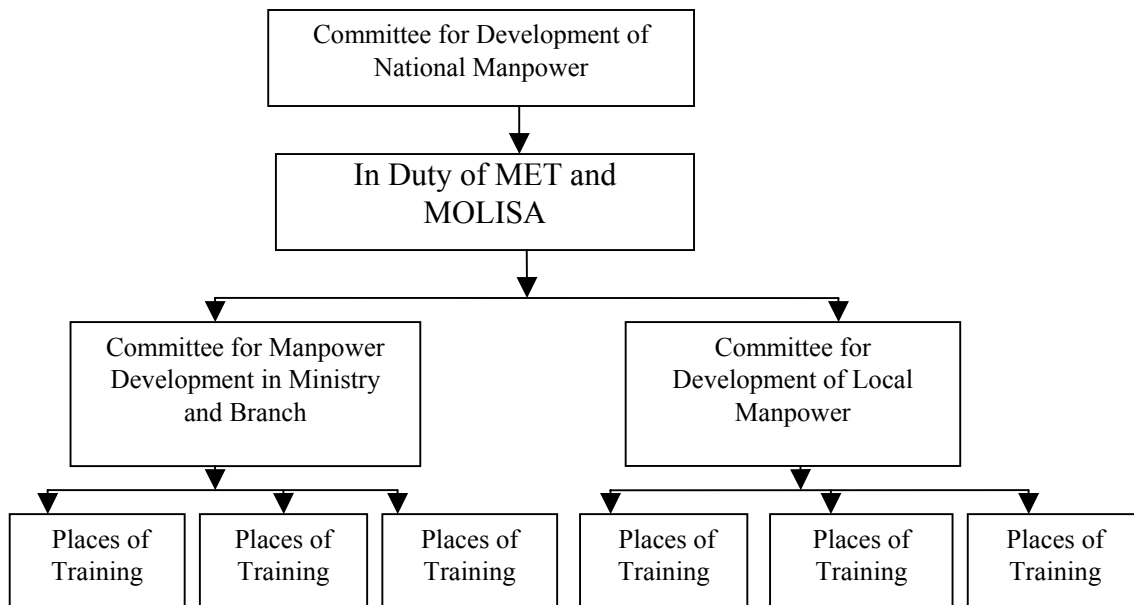 Committee for Development of
National Manpower
In Duty of MET and
MOLISA
Committee for Manpower
Development in Ministry
and Branch
Committee for
Development of Local
Manpower
Places of
Training
Places of
Training
Places of
Training
Places of
Training
Places of
Training
Places of
Training